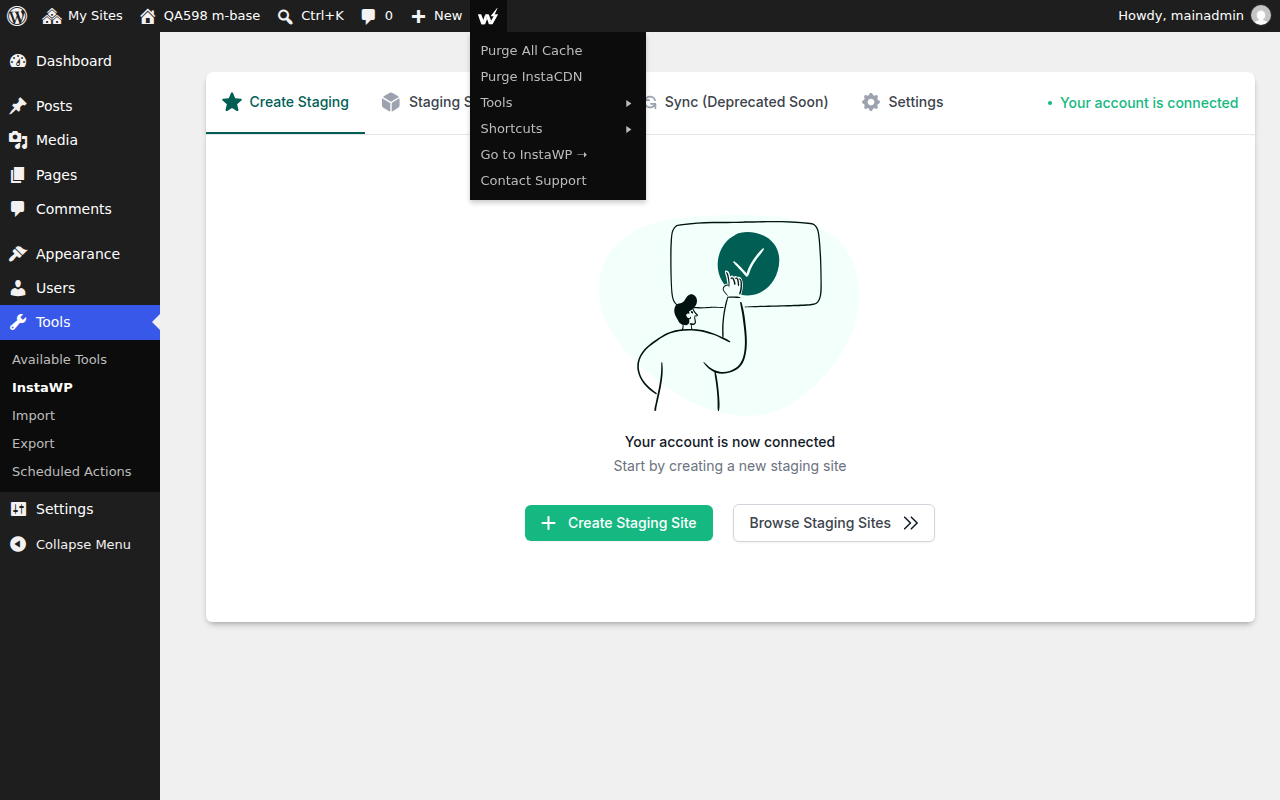 My Sites
QA598 m-base
Ctrl+K
0
New
Howdy, mainadmin
Dashboard
Posts
Media
Pages
Comments
Appearance
Users
Tools
Available Tools
InstaWP
Import
Export
Scheduled Actions
Settings
Collapse Menu
Purge All Cache
Purge InstaCDN
Tools
Shortcuts
Go to InstaWP ➝
Contact Support
Create Staging
Staging S
Sync (Deprecated Soon)
Settings
• Your account is connected
Your account is now connected
Start by creating a new staging site
Create Staging Site
Browse Staging Sites